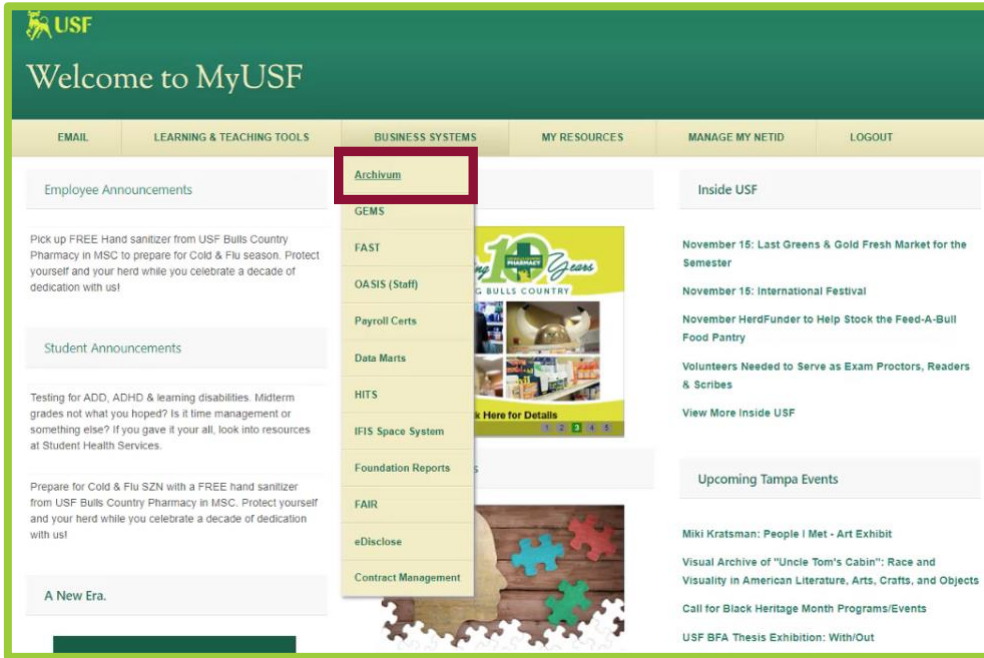 USF
Welcome to MyUSF
EMAIL LEARNING & TEACHING TOOLS BUSINESS SYSTEMS MY RESOURCES MANAGE MY NETID LOGOUT
Employee Announcements
Pick up FREE Hand sanitizer from USF Bulls Country
Pharmacy in MSC to prepare for Cold & Flu season. Protect
yourself and your herd while you celebrate a decade of
dedication with us!
Student Announcements
Testing for ADD, ADHD & learning disabilities. Midterm
grades not what you hoped? Is it time management or
something else? If you gave it your all, look into resources
at Student Health Services.
Prepare for Cold & Flu SZN with a FREE hand sanitizer
from USF Bulls Country Pharmacy in MSC. Protect yourself
and your herd while you celebrate a decade of dedication
with us!
A New Era.
Archivum
GEMS
FAST
OASIS (Staff)
Payroll Certs
Data Marts
HITS
IFIS Space System
Foundation Reports
FAIR
eDisclose
Contract Management
10 Years
PHARMACY
BULLS COUNTRY
Here for Details
1 2 3 4 5
Inside USF
November 15: Last Greens & Gold Fresh Market for the
Semester
November 15: International Festival
November HerdFunder to Help Stock the Feed-A-Bull
Food Pantry
Volunteers Needed to Serve as Exam Proctors, Readers
& Scribes
View More Inside USF
Upcoming Tampa Events
Miki Kratsman: People I Met - Art Exhibit
Visual Archive of "Uncle Tom's Cabin": Race and
Visuality in American Literature, Arts, Crafts, and Objects
Call for Black Heritage Month Programs/Events
USF BFA Thesis Exhibition: With/Out